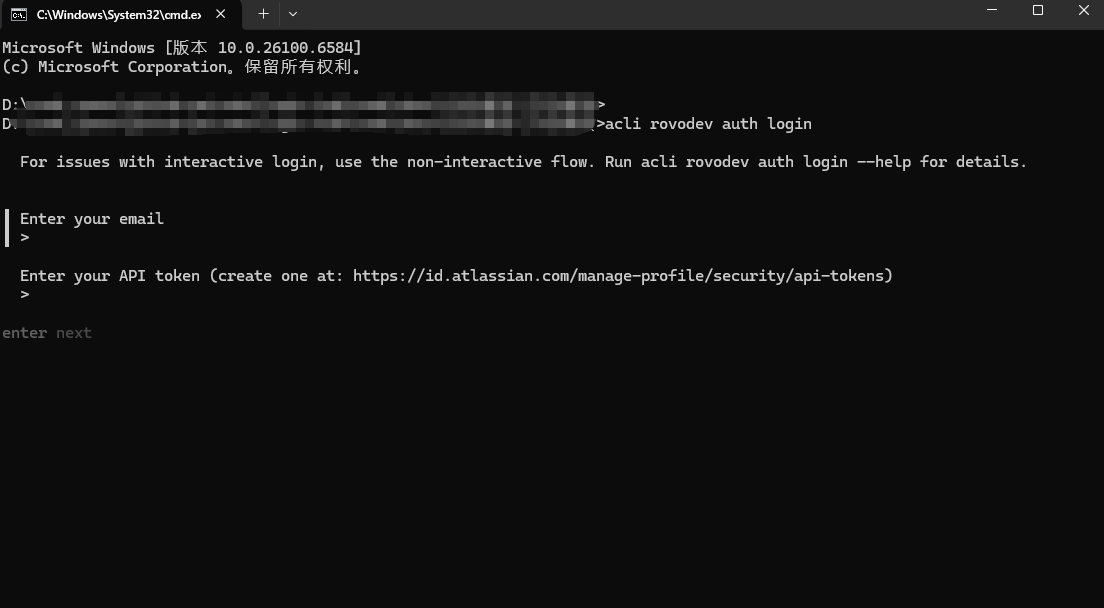 C:\Windows\System32\cmd.ex
Microsoft Windows [版本 10.0.26100.6584]
(c) Microsoft Corporation。保留所有权利。
D:\>
D:>acli rovodev auth login
For issues with interactive login, use the non-interactive flow. Run acli rovodev auth login --help for details.
Enter your email
>
Enter your API token (create one at: https://id.atlassian.com/manage-profile/security/api-tokens)
>
enter next